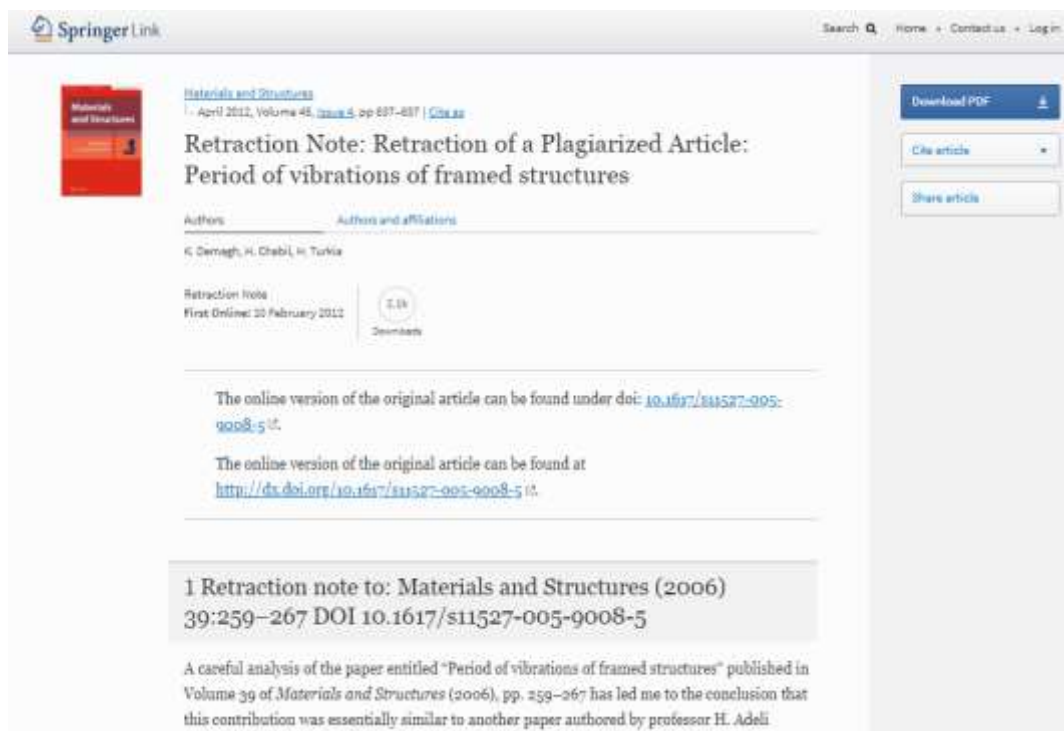 Springer Link
Search Home • Contact us • Log in
Materials and Structures
Materials and Structures
April 2012, Volume 45, Issue 4, pp 637–637 | Cite as
Retraction Note: Retraction of a Plagiarized Article:
Period of vibrations of framed structures
Authors Authors and affiliations
K. Demagh, H. Chabil, H.
Retraction Note
First Online: 10 February 2012
Downloads
Download PDF
Cite article
Share article
The online version of the original article can be found under doi: 10.1617/s11527-005-
9008-5.
The online version of the original article can be found at
http://dx.doi.org/10.1617/s11527-005-9008-5.
1 Retraction note to: Materials and Structures (2006)
39:259–267 DOI 10.1617/s11527-005-9008-5
A careful analysis of the paper entitled “Period of vibrations of framed structures” published in
Volume 39 of Materials and Structures (2006), pp. 259–267 has led me to the conclusion that
this contribution was essentially similar to another paper authored by professor H. Adeli